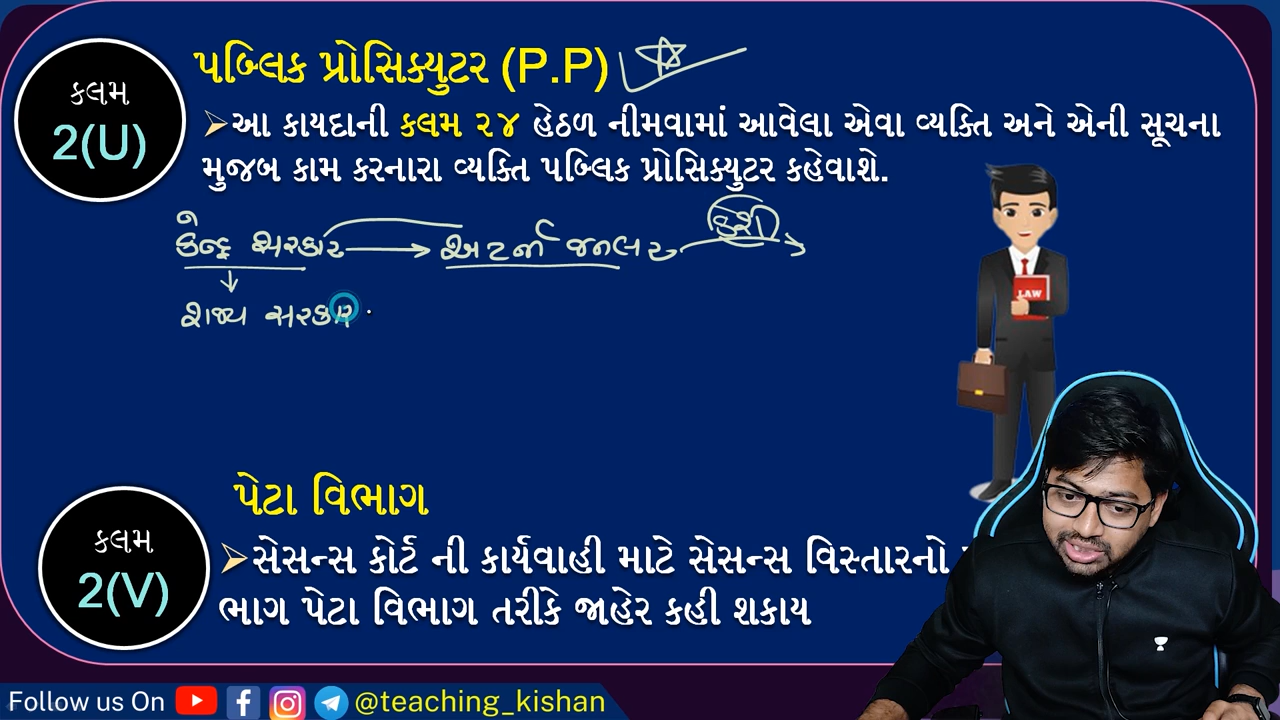 કલમ
2(U)
પબ્લિક પ્રોસિક્યુટર (P.P)
➢આ કાયદાની કલમ ૨૪ હેઠળ નીમવામાં આવેલા એવા વ્યક્તિ અને એની સૂચના
મુજબ કામ કરનારા વ્યક્તિ પબ્લિક પ્રોસિક્યુટર કહેવાશે.
કેન્દ્ર સરકાર → અટર્ની જનરલ
રાજ્ય સરકાર
LAW
કલમ
2(V)
પેટા વિભાગ
➢સેસન્સ કોર્ટ ની કાર્યવાહી માટે સેસન્સ વિસ્તારનો
ભાગ પેટા વિભાગ તરીકે જાહેર કહી શકાય
Follow us On @teaching_kishan